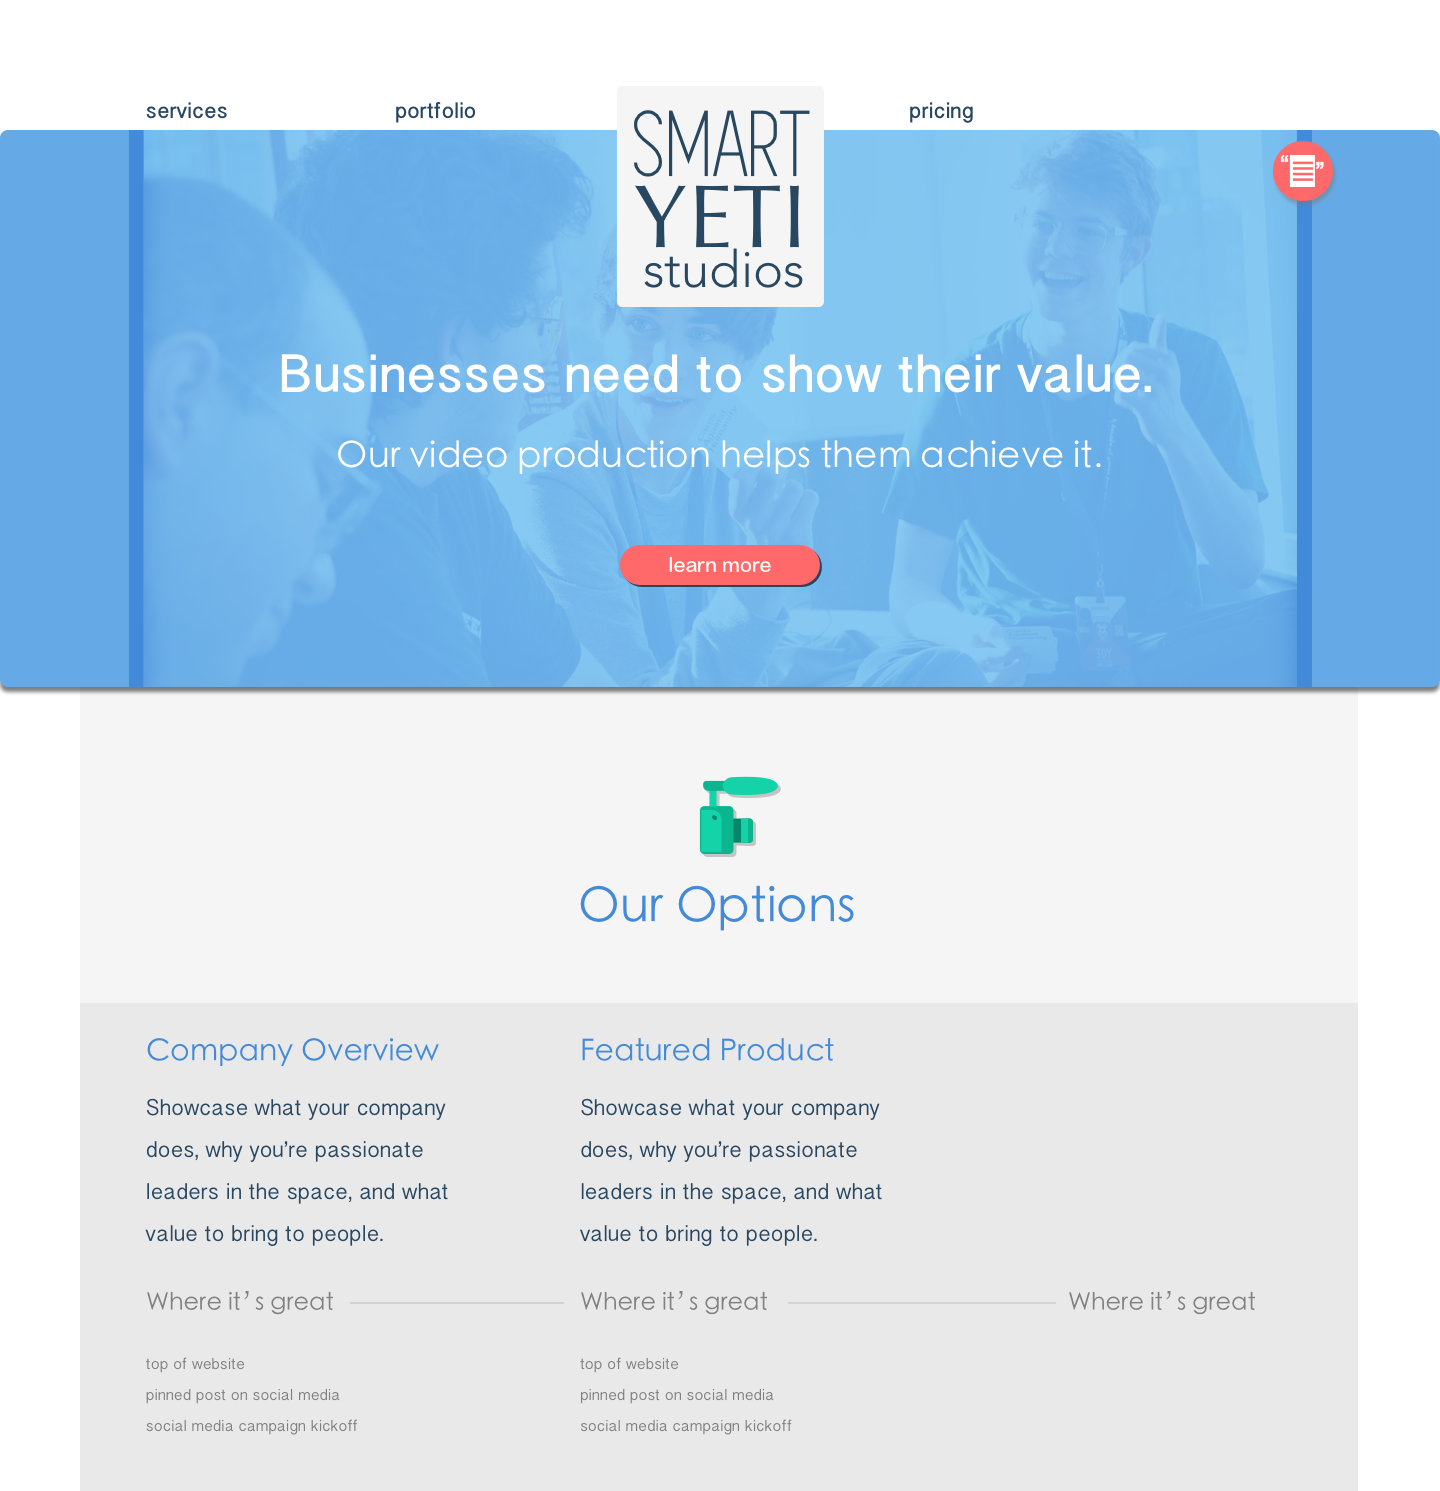 services
portfolio
pricing
SMART
YETI
studios
Businesses need to show their value.
Our video production helps them achieve it.
learn more
Our Options
Company Overview
Showcase what your company
does, why you’re passionate
leaders in the space, and what
value to bring to people.
Featured Product
Showcase what your company
does, why you’re passionate
leaders in the space, and what
value to bring to people.
Where it’s great
Where it’s great
Where it’s great
top of website
pinned post on social media
social media campaign kickoff
top of website
pinned post on social media
social media campaign kickoff